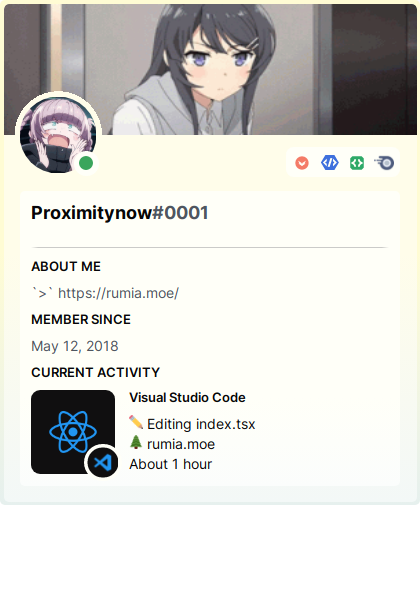 Proximitynow#0001
ABOUT ME
`>` https://rumia.moe/
MEMBER SINCE
May 12, 2018
CURRENT ACTIVITY
Visual Studio Code
✏️ Editing index.tsx
🌲 rumia.moe
About 1 hour